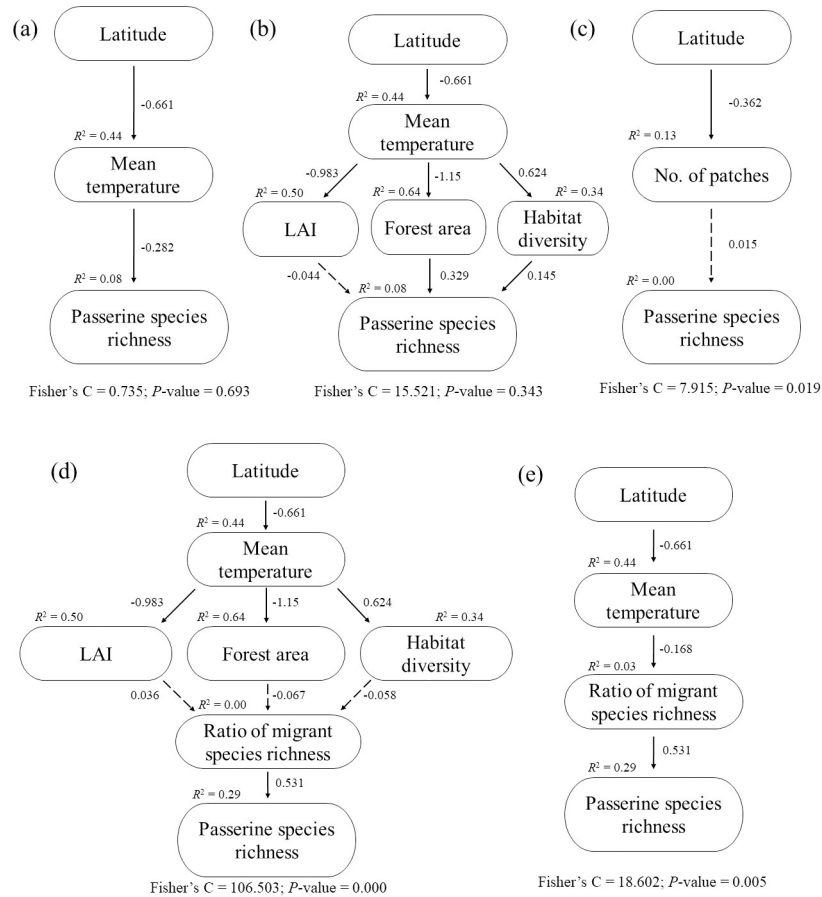 (a)
Latitude
-0.661
R² = 0.44
Mean
temperature
-0.282
R² = 0.08
Passerine species
richness
Fisher's C = 0.735; P-value = 0.693
(b)
Latitude
-0.661
R² = 0.44
Mean
temperature
-0.983
-1.15
0.624
R² = 0.50
R² = 0.64
R² = 0.34
LAI
Forest area
Habitat
diversity
-0.044
0.329
0.145
R² = 0.08
Passerine species
richness
Fisher's C = 15.521; P-value = 0.343
(c)
Latitude
-0.362
R² = 0.13
No. of patches
0.015
R² = 0.00
Passerine species
richness
Fisher's C = 7.915; P-value = 0.019
(d)
Latitude
-0.661
R² = 0.44
Mean
temperature
-0.983
-1.15
0.624
R² = 0.50
R² = 0.64
R² = 0.34
LAI
Forest area
Habitat
diversity
0.036
-0.067
-0.058
R² = 0.00
Ratio of migrant
species richness
0.531
R² = 0.29
Passerine species
richness
Fisher's C = 106.503; P-value = 0.000
(e)
Latitude
-0.661
R² = 0.44
Mean
temperature
-0.168
R² = 0.03
Ratio of migrant
species richness
0.531
R² = 0.29
Passerine species
richness
Fisher's C = 18.602; P-value = 0.005